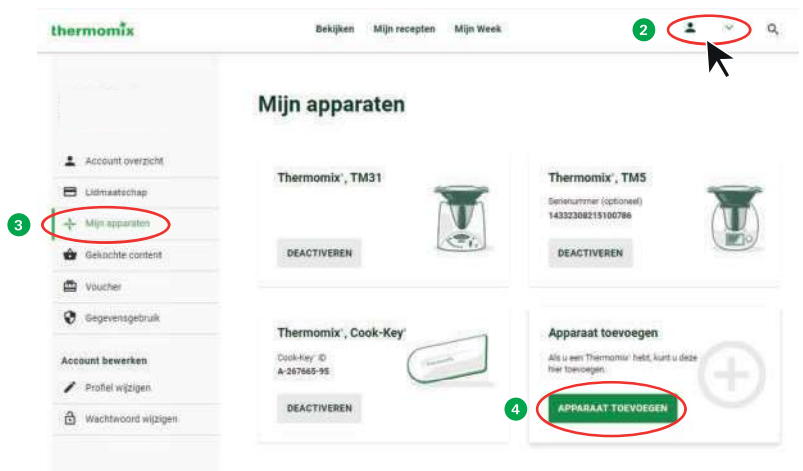 thermomix
Bekijken Mijn recepten Mijn Week
2
Mijn apparaten
Account overzicht
Lidmaatschap
3
Mijn apparaten
Gekochte content
Voucher
Gegevensgebruik
Account bewerken
Profiel wijzigen
Wachtwoord wijzigen
Thermomix®, TM31
DEACTIVEREN
Thermomix®, TM5
Serienummer (optioneel)
14332308215100786
DEACTIVEREN
Thermomix®, Cook-Key®
Cook-Key® ID
A-267665-95
DEACTIVEREN
Apparaat toevoegen
Als u een Thermomix® hebt, kunt u deze
hier toevoegen.
4
APPARAAT TOEVOEGEN